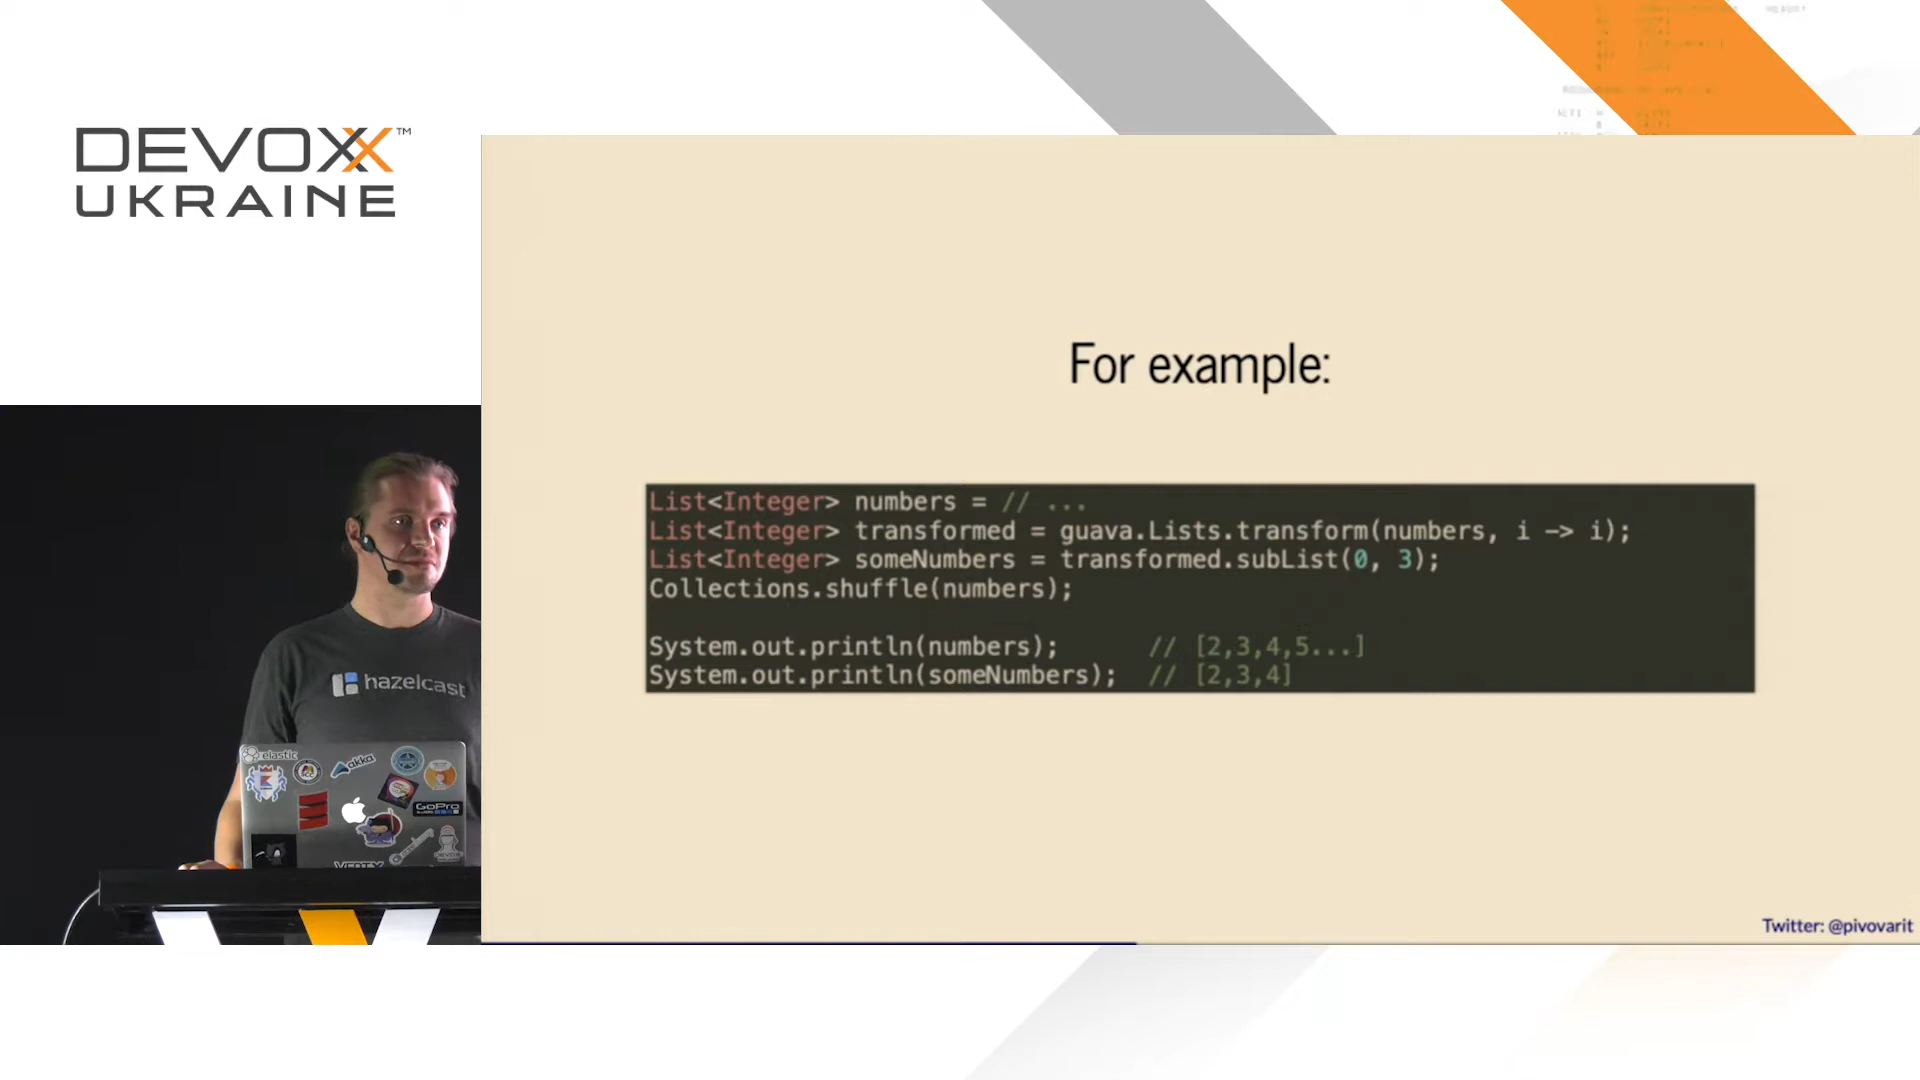 DEVOXX™
UKRAINE
For example:
List<Integer> numbers = // ...
List<Integer> transformed = guava.Lists.transform(numbers, i -> i);
List<Integer> someNumbers = transformed.subList(0, 3);
Collections.shuffle(numbers);
System.out.println(numbers); // [2,3,4,5...]
System.out.println(someNumbers); // [2,3,4]
hazelcast
elastic
akka
GoPro
VERT.X
Twitter: @pivovarit